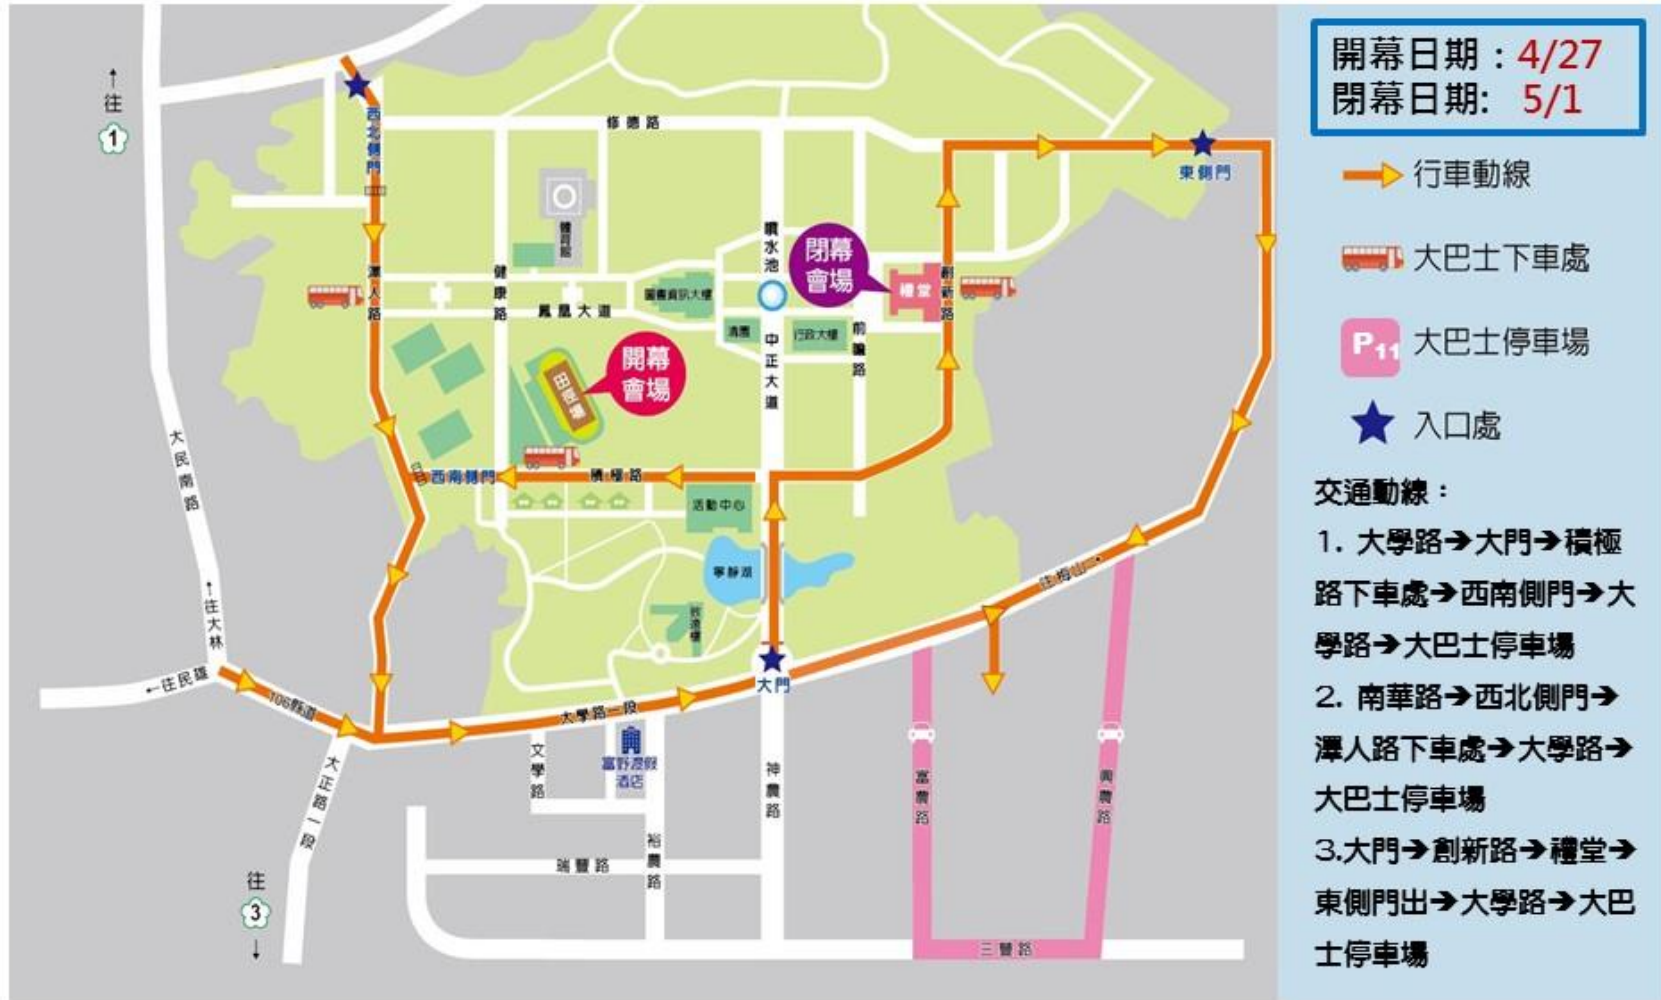 開幕日期：4/27
閉幕日期: 5/1
行車動線
大巴士下車處
P11 大巴士停車場
入口處
交通動線：
1. 大學路→大門→積極
路下車處→西南側門→大
學路→大巴士停車場
2. 南華路→西北側門→
澤人路下車處→大學路→
大巴士停車場
3.大門→創新路→禮堂→
東側門出→大學路→大巴
士停車場
↑往
1
西北側門
修德路
東側門
體育館
噴水池
閉幕
會場
澤人路
健康路
圖書資訊大樓
禮堂
創新路
鳳凰大道
清園
中正大道
行政大樓
前瞻路
開幕
會場
田徑場
大民南路
西南側門
積極路
活動中心
寧靜湖
往梅山
↑往大林
致遠樓
←往民雄
106縣道
大學路一段
大門
文學路
富野渡假
酒店
神農路
富農路
興農路
大正路一段
裕農路
瑞豐路
往
3
↓
三豐路